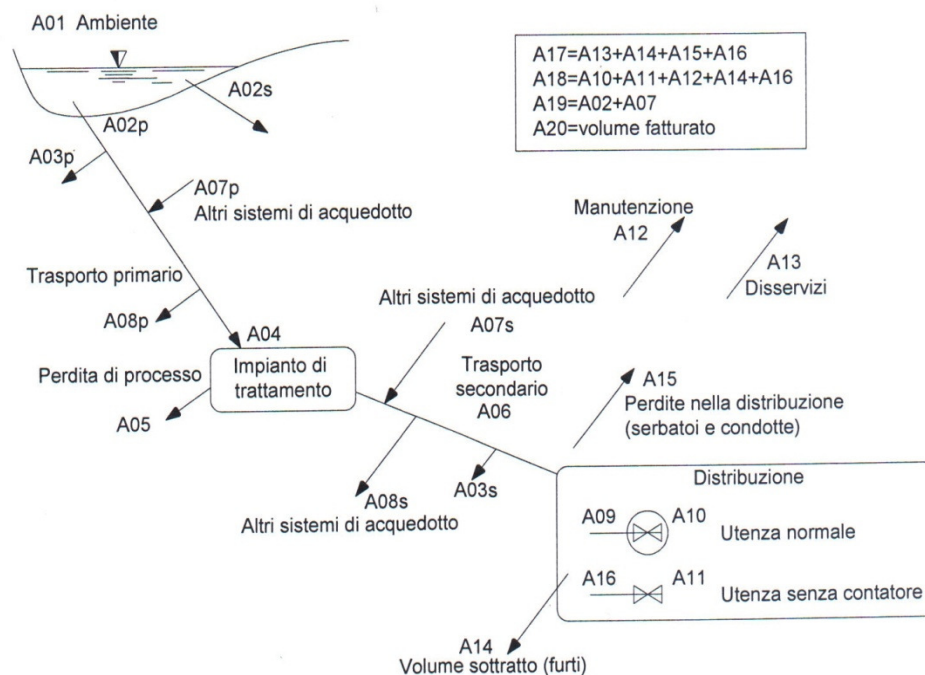 A01 Ambiente
A02s
A02p
A03p
A07p
Altri sistemi di acquedotto
Trasporto primario
A08p
A04
Impianto di
trattamento
Perdita di processo
A05
A17=A13+A14+A15+A16
A18=A10+A11+A12+A14+A16
A19=A02+A07
A20=volume fatturato
Manutenzione
A12
A13
Disservizi
Altri sistemi di acquedotto
A07s
Trasporto
secondario
A06
A15
Perdite nella distribuzione
(serbatoi e condotte)
A08s
Altri sistemi di acquedotto
A03s
Distribuzione
A09 A10
Utenza normale
A16 A11
Utenza senza contatore
A14
Volume sottratto (furti)